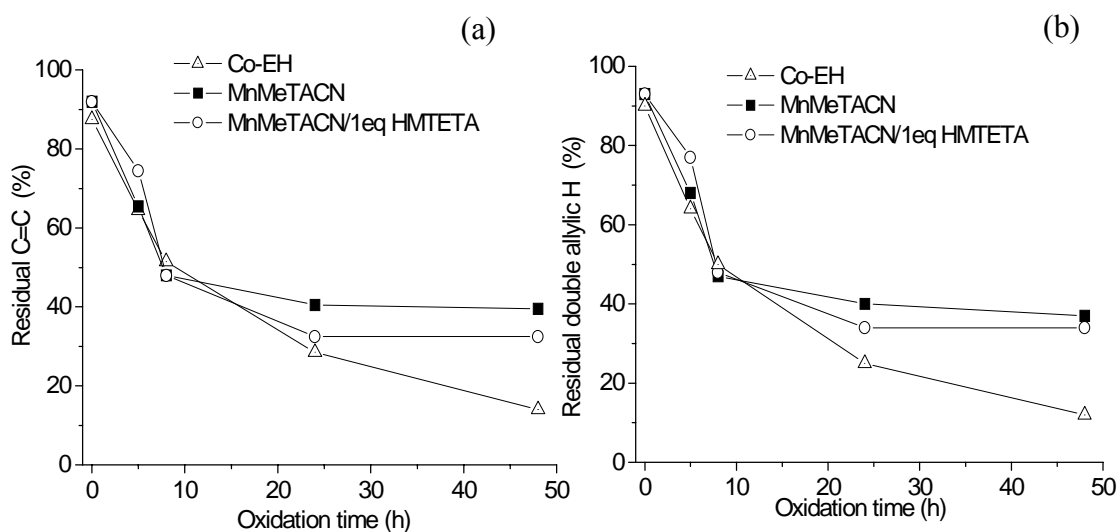 (a)
Co-EH
MnMeTACN
MnMeTACN/1eq HMTETA
100
80
60
40
20
0
Residual C=C (%)
0 10 20 30 40 50
Oxidation time (h)
(b)
Co-EH
MnMeTACN
MnMeTACN/1eq HMTETA
100
80
60
40
20
0
Residual double allylic H (%)
0 10 20 30 40 50
Oxidation time (h)